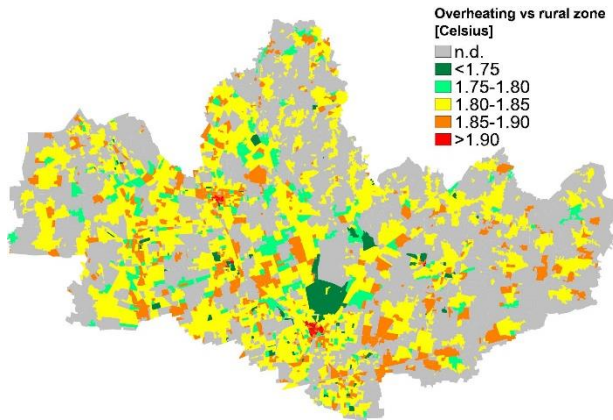 Overheating vs rural zone
[Celsius]
n.d.
<1.75
1.75-1.80
1.80-1.85
1.85-1.90
>1.90